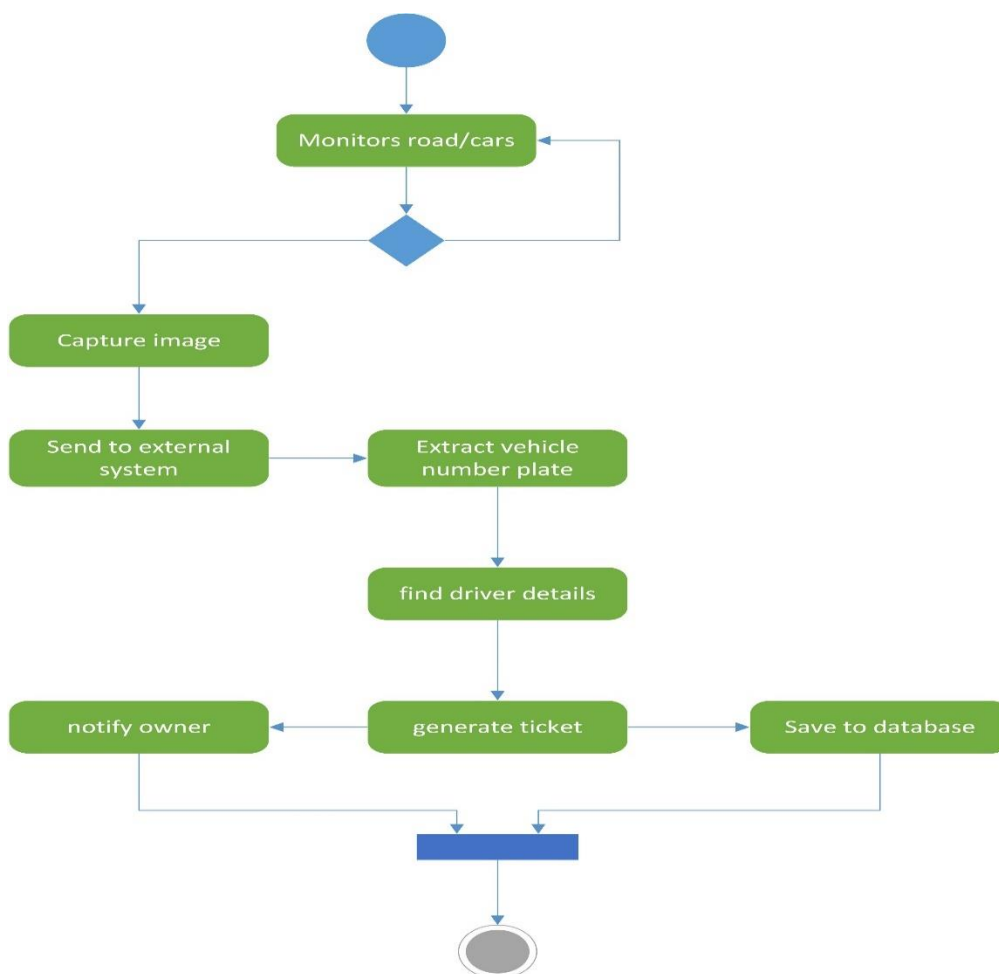 Monitors road/cars
Capture image
Send to external
system
Extract vehicle
number plate
find driver details
notify owner
generate ticket
Save to database